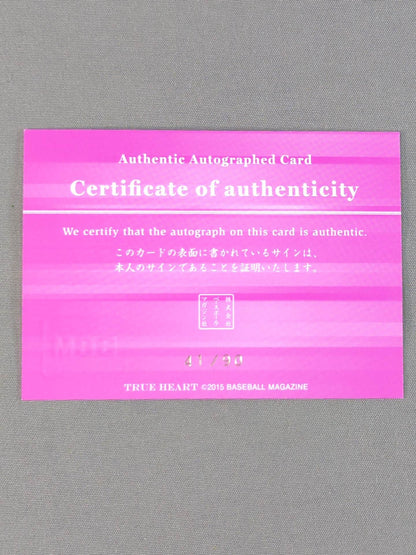 Authentic Autographed Card
Certificate of authenticity
We certify that the autograph on this card is authentic.
このカードの表面に書かれているサインは、
本人のサインであることを証明いたします。
株式会社
ベースボール
マガジン社
41/90
TRUE HEART ©2015 BASEBALL MAGAZINE